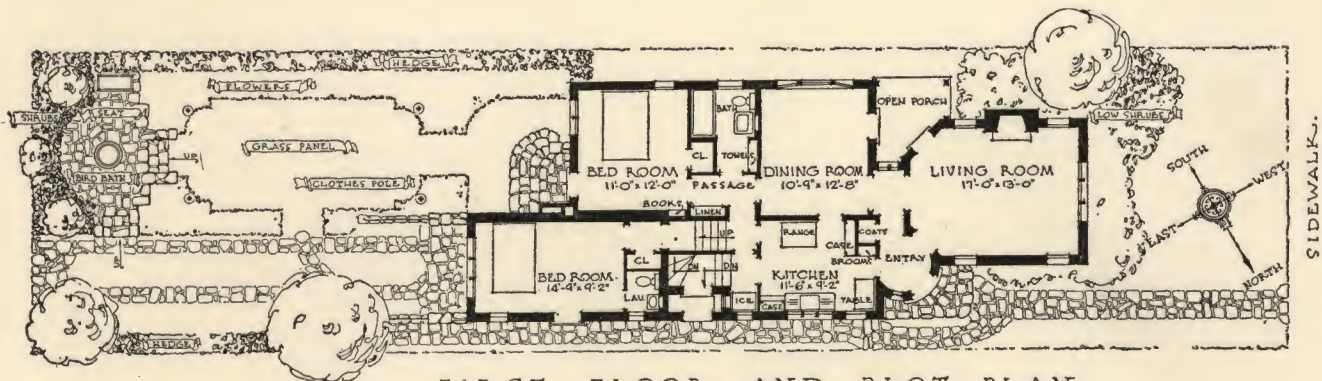 HEDGE
FLOWERS
SHRUBS
SEAT
GRASS PANEL
UP
BIRD BATH
CLOTHES POLE
HEDGE
BED ROOM
11'-0" x 12'-0"
BATH
CL.
TOWELS
PASSAGE
BOOKS
LINEN
DINING ROOM
10'-9" x 12'-8"
OPEN PORCH
LIVING ROOM
17'-0" x 13'-0"
LOW SHRUBS
SOUTH
WEST
EAST
NORTH
SIDEWALK.
RANGE
CASE
COATS
BROOMS
ENTRY
UP
DN
DN
KITCHEN
11'-6" x 9'-2"
ICE
CASE
TABLE
BED ROOM
14'-9" x 9'-2"
CL
LAV.
FIRST FLOOR AND PLOT PLAN